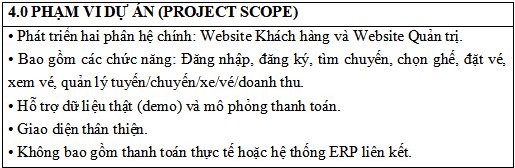 4.0 PHẠM VI DỰ ÁN (PROJECT SCOPE)
• Phát triển hai phân hệ chính: Website Khách hàng và Website Quản trị.
• Bao gồm các chức năng: Đăng nhập, đăng ký, tìm chuyến, chọn ghế, đặt vé,
xem vé, quản lý tuyến/chuyến/xe/vé/doanh thu.
• Hỗ trợ dữ liệu thật (demo) và mô phỏng thanh toán.
• Giao diện thân thiện.
• Không bao gồm thanh toán thực tế hoặc hệ thống ERP liên kết.